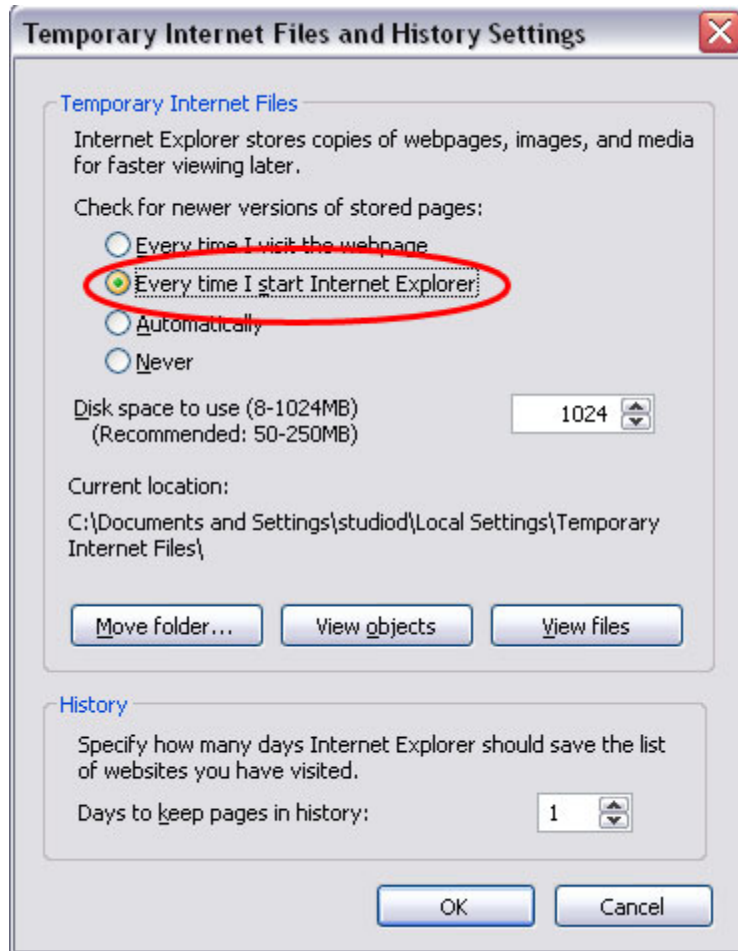 Temporary Internet Files and History Settings
Temporary Internet Files
Internet Explorer stores copies of webpages, images, and media
for faster viewing later.
Check for newer versions of stored pages:
Every time I visit the webpage
Every time I start Internet Explorer
Automatically
Never
Disk space to use (8-1024MB)
(Recommended: 50-250MB)
1024
Current location:
C:\Documents and Settings\studiod\Local Settings\Temporary
Internet Files\
Move folder... View objects View files
History
Specify how many days Internet Explorer should save the list
of websites you have visited.
Days to keep pages in history: 1
OK Cancel